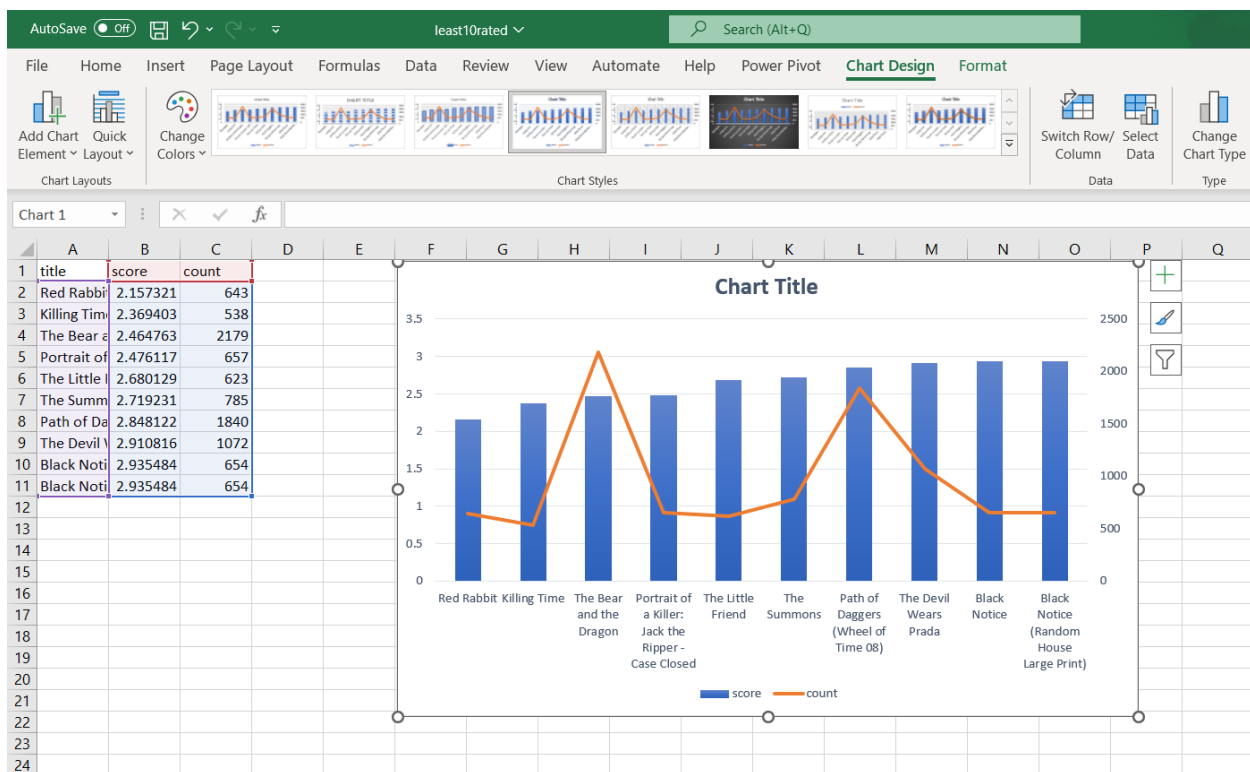 AutoSave Off least10rated Search (Alt+Q)
File Home Insert Page Layout Formulas Data Review View Automate Help Power Pivot Chart Design Format
Add Chart Element Quick Layout Change Colors Switch Row/ Column Select Data Change Chart Type
Chart Layouts Chart Styles Data Type
Chart 1 fx
A B C D E F G H I J K L M N O P Q
1 title score count
2 Red Rabbi 2.157321 643
3 Killing Tim 2.369403 538
4 The Bear a 2.464763 2179
5 Portrait of 2.476117 657
6 The Little 2.680129 623
7 The Summ 2.719231 785
8 Path of Da 2.848122 1840
9 The Devil 2.910816 1072
10 Black Noti 2.935484 654
11 Black Noti 2.935484 654
12
13
14
15
16
17
18
19
20
21
22
23
24
Chart Title
3.5 2500
3 2000
2.5
2 1500
1.5 1000
1
0.5 500
0 0
Red Rabbit
Killing Time
The Bear
and the
Dragon
Portrait of
a Killer:
Jack the
Ripper -
Case Closed
The Little
Friend
The
Summons
Path of
Daggers
(Wheel of
Time 08)
The Devil
Wears
Prada
Black
Notice
Black
Notice
(Random
House
Large Print)
score count